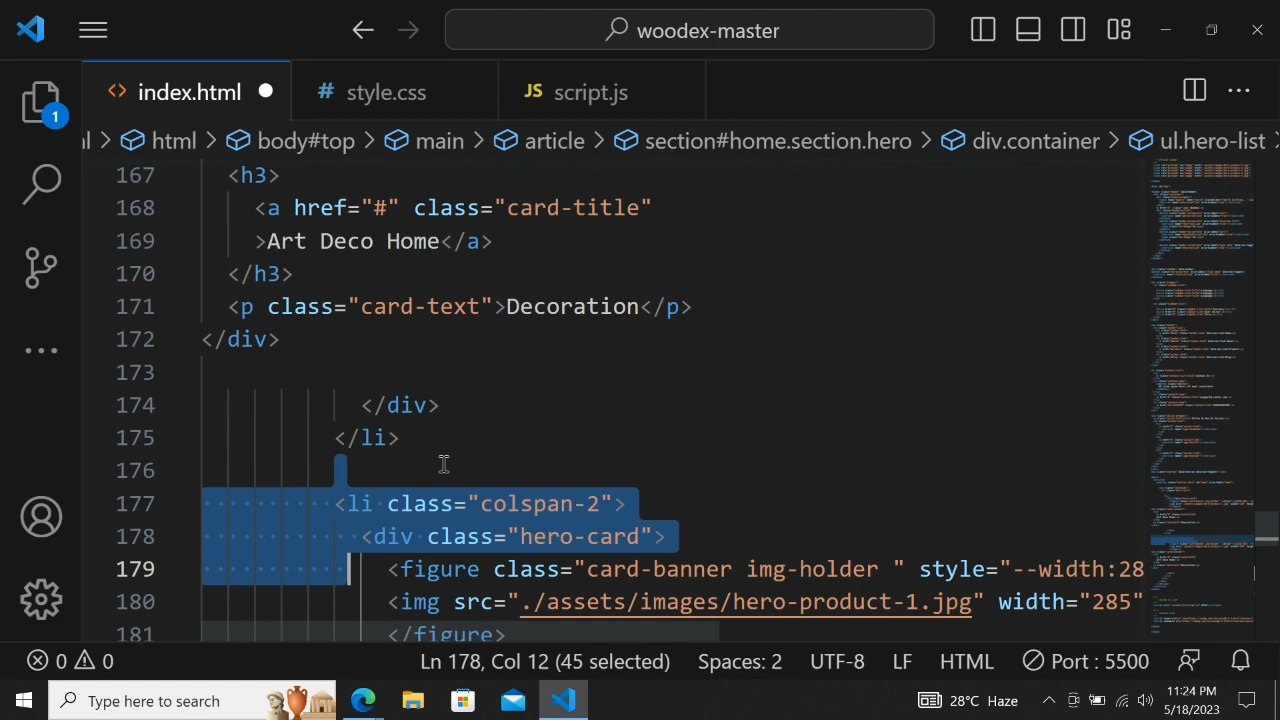 woodex-master
index.html
# style.css
JS script.js
html > body#top > main > article > section#home.section.hero > div.container > ul.hero-list >
167 <h3>
168 <a href="#" class="card-title"
169 >Art Deco Home</a
170 </h3>
171 <p class="card-text">Decoration</p>
172 </div>
173
174 </div>
175 </li>
176
177 <li class="
178 <div class="hero-card">
179 class="card-banner img-holder " style="--width:28
180 <img src="./assets/images/hero-product-1.jpg" width="285"
181 </figure>
1
0 0
Ln 178, Col 12 (45 selected)
Spaces: 2
UTF-8
LF
HTML
Port : 5500
Type here to search
28°C Haze
11:24 PM
5/18/2023